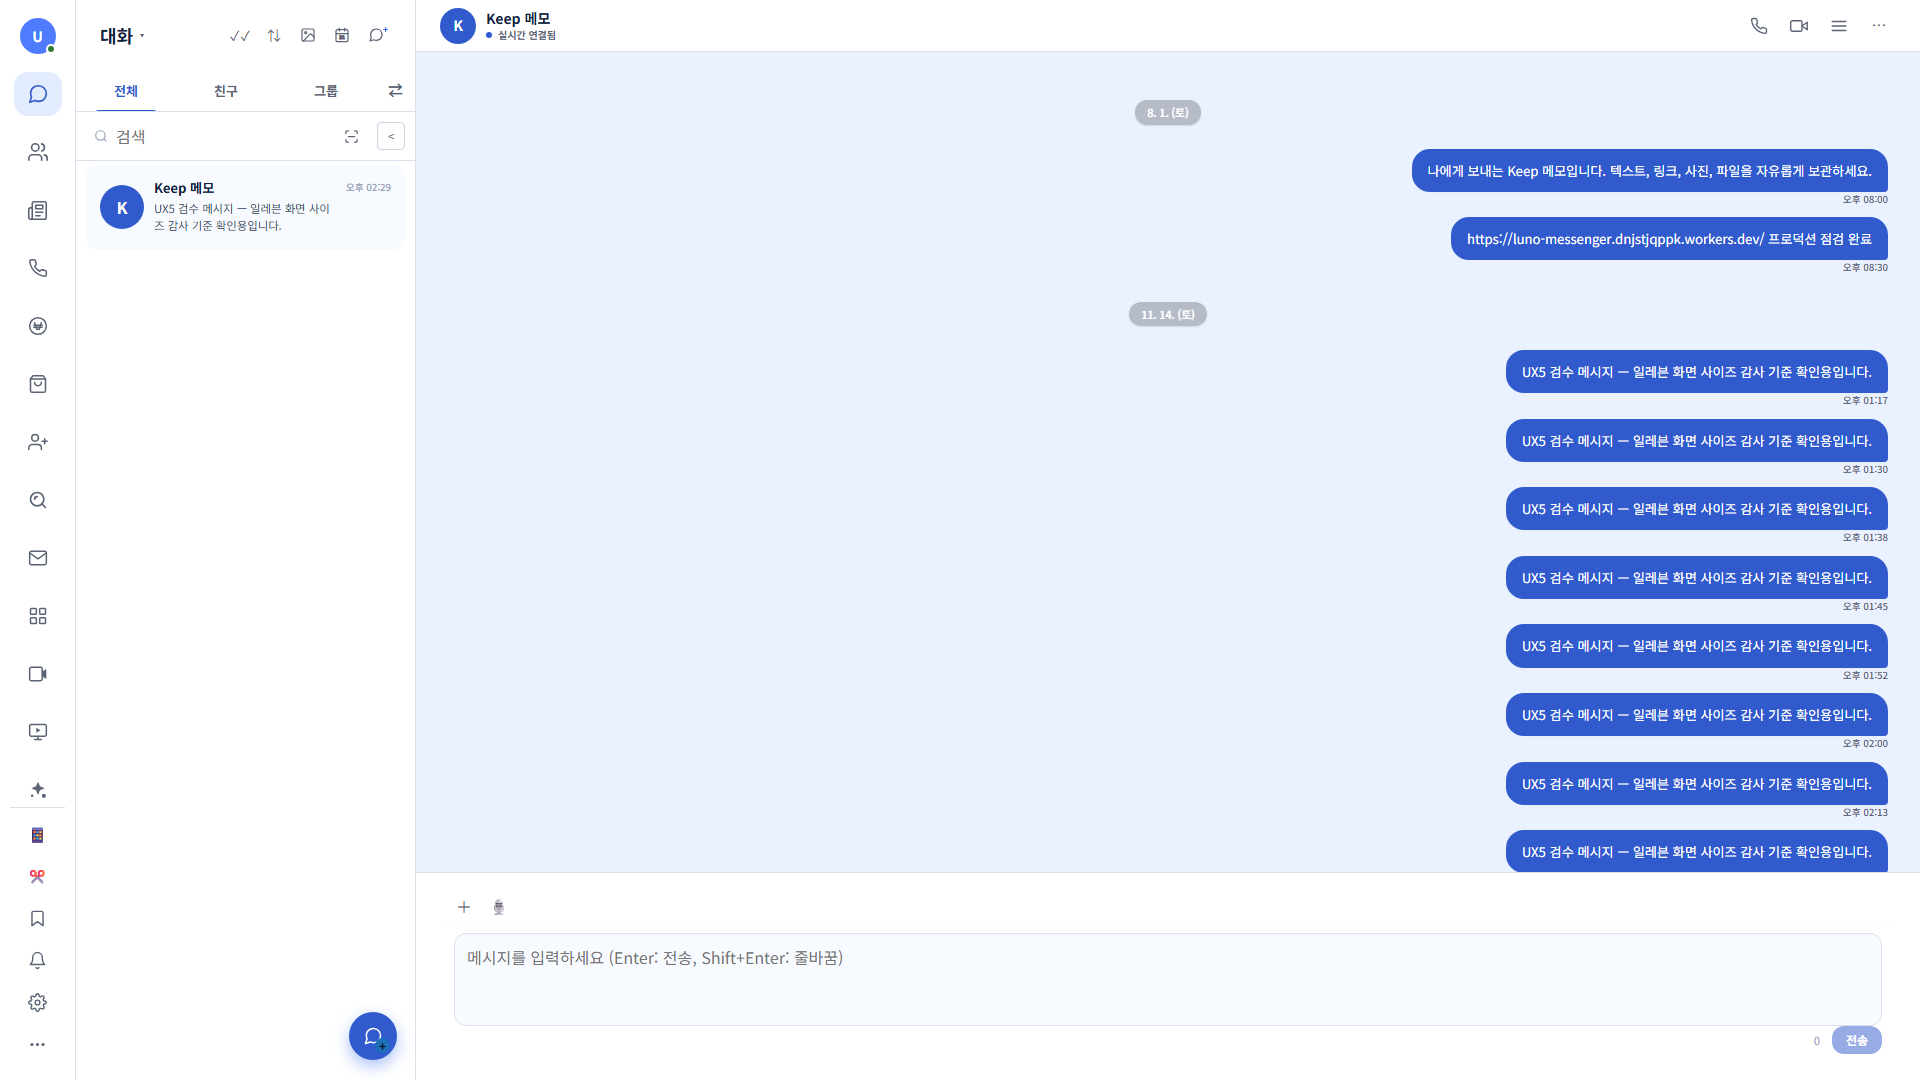 U
대화
전체
친구
그룹
검색
<
K
Keep 메모
오후 02:29
UX5 검수 메시지 — 일레븐 화면 사이
즈 감사 기준 확인용입니다.
K
Keep 메모
실시간 연결됨
8. 1. (토)
나에게 보내는 Keep 메모입니다. 텍스트, 링크, 사진, 파일을 자유롭게 보관하세요.
오후 08:00
https://luno-messenger.dnjstjqppk.workers.dev/ 프로덕션 점검 완료
오후 08:30
11. 14. (토)
UX5 검수 메시지 — 일레븐 화면 사이즈 감사 기준 확인용입니다.
오후 01:17
UX5 검수 메시지 — 일레븐 화면 사이즈 감사 기준 확인용입니다.
오후 01:30
UX5 검수 메시지 — 일레븐 화면 사이즈 감사 기준 확인용입니다.
오후 01:38
UX5 검수 메시지 — 일레븐 화면 사이즈 감사 기준 확인용입니다.
오후 01:45
UX5 검수 메시지 — 일레븐 화면 사이즈 감사 기준 확인용입니다.
오후 01:52
UX5 검수 메시지 — 일레븐 화면 사이즈 감사 기준 확인용입니다.
오후 02:00
UX5 검수 메시지 — 일레븐 화면 사이즈 감사 기준 확인용입니다.
오후 02:13
UX5 검수 메시지 — 일레븐 화면 사이즈 감사 기준 확인용입니다.
메시지를 입력하세요 (Enter: 전송, Shift+Enter: 줄바꿈)
0
전송